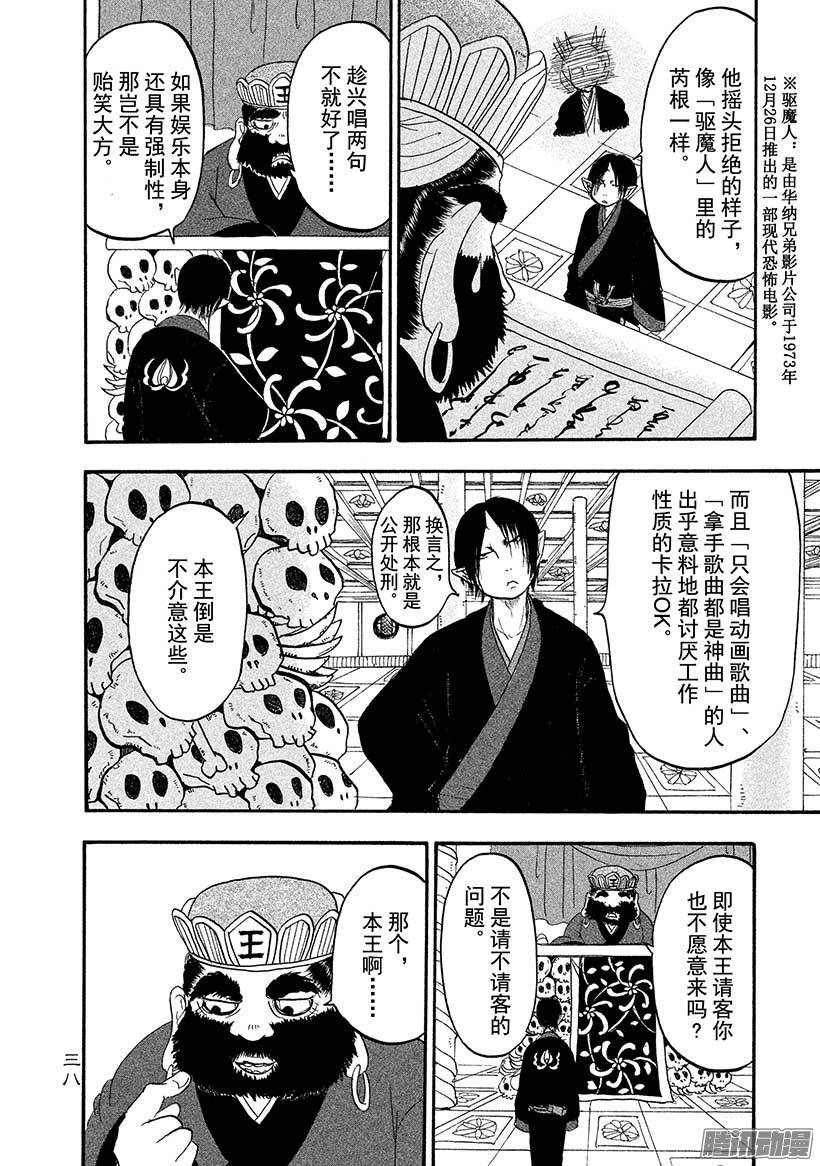 ※驱魔人：是由华纳兄弟影片公司于1973年
12月26日推出的一部现代恐怖电影。
他摇头拒绝的样子，
像「驱魔人」里的
芮根一样。
趁兴唱两句
不就好了……
如果娱乐本身
还具有强制性，
那岂不是
贻笑大方。
王
而且「只会唱动画歌曲」、
「拿手歌曲都是神曲」的人
出乎意料地都讨厌工作
性质的卡拉OK。
换言之，
那根本就是
公开处刑。
本王倒是
不介意这些。
即使本王请客你
也不愿意来吗？
不是请不请客的
问题。
王
那个，
本王啊……
王
三八
腾讯动漫